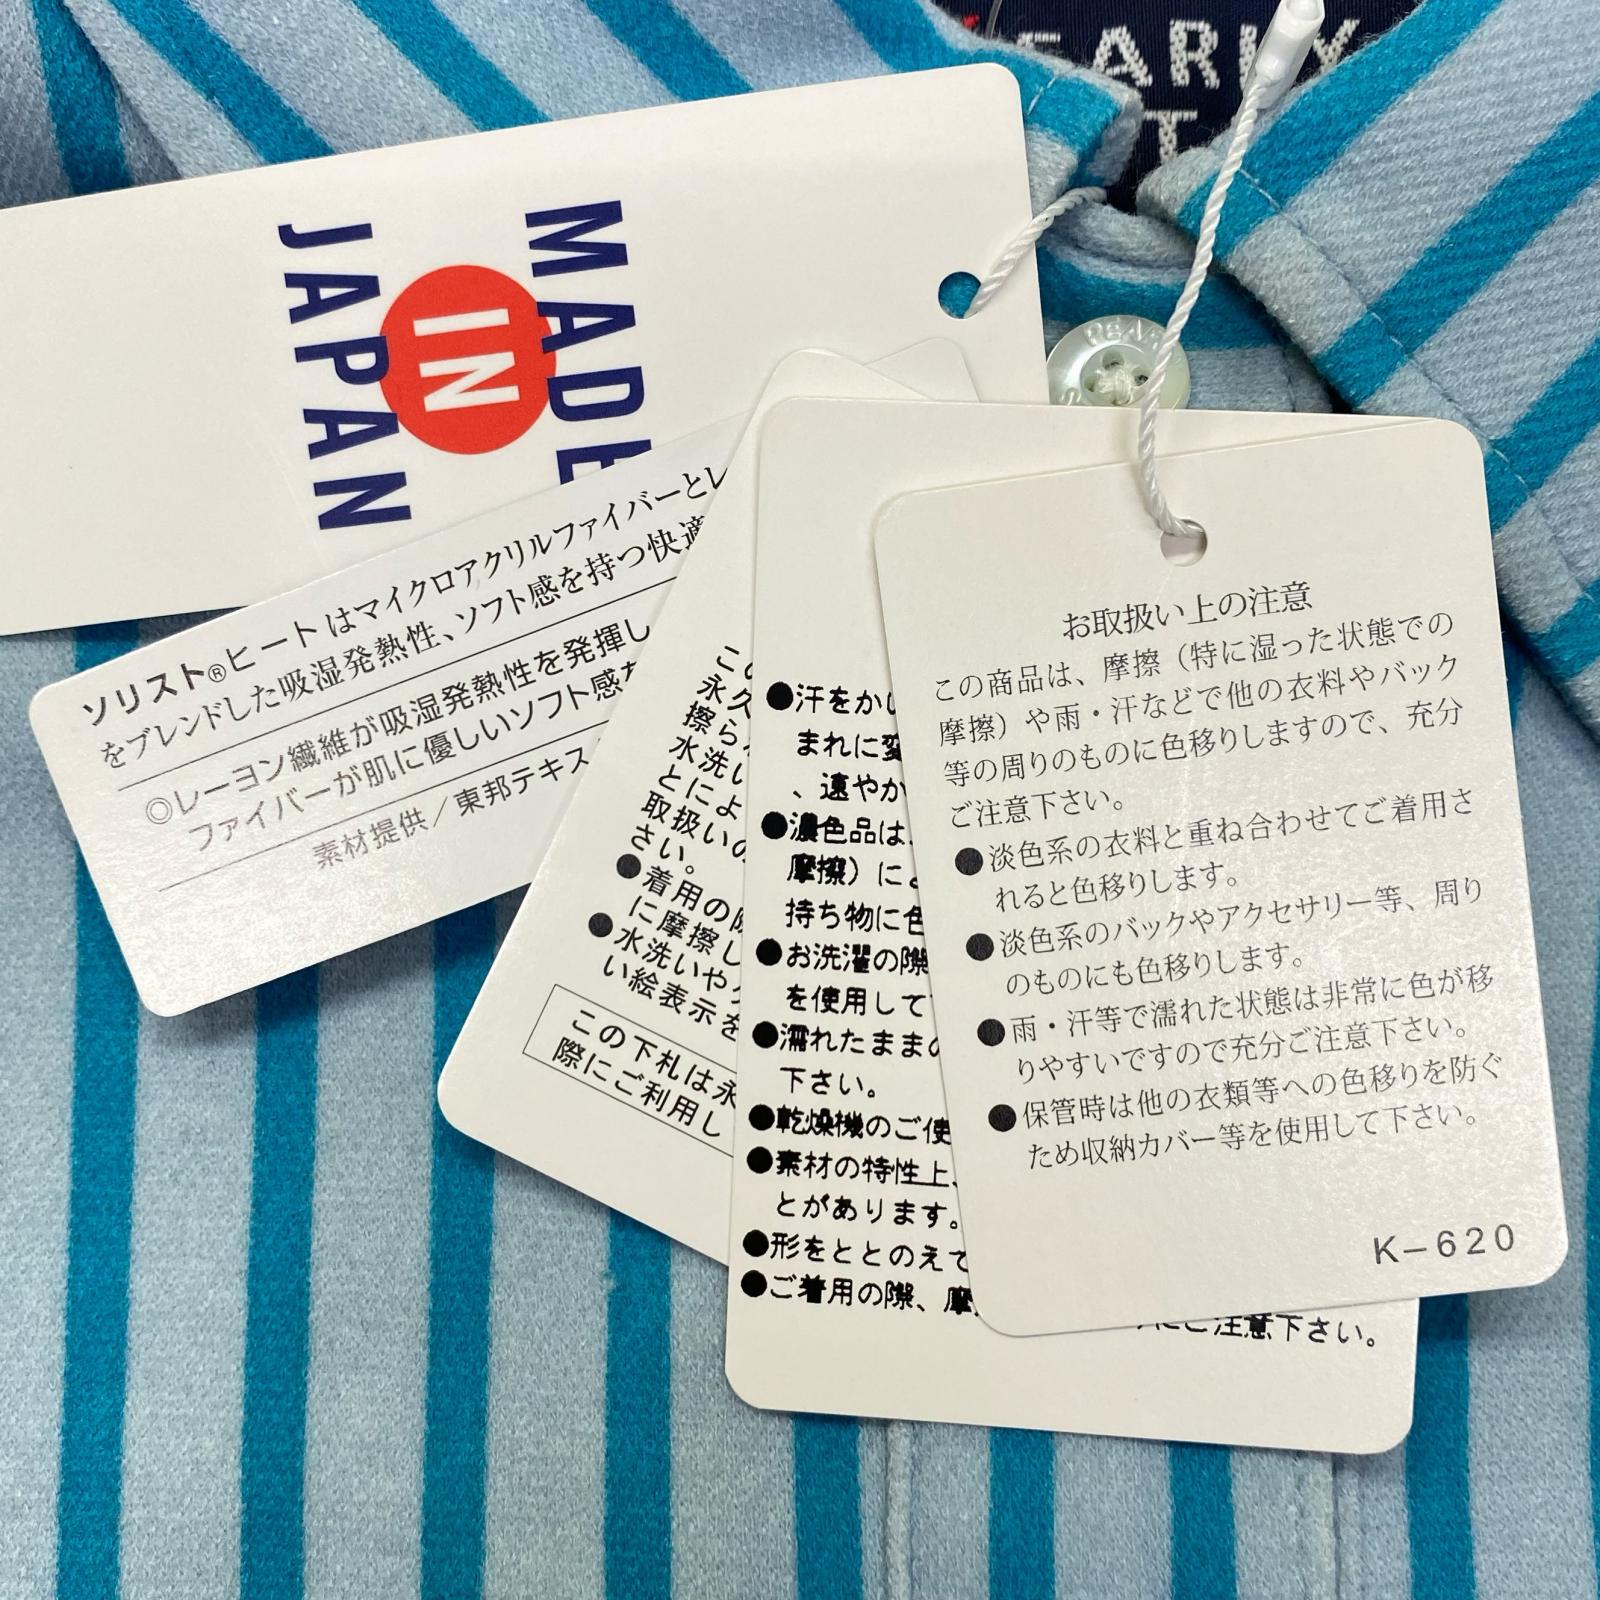 EARLY
MADE
IN
JAPAN
ソリスト®ヒートはマイクロアクリルファイバーとレ
をブレンドした吸湿発熱性、ソフト感を持つ快適
◎レーヨン繊維が吸湿発熱性を発揮し
ファイバーが肌に優しいソフト感を
素材提供／東邦テキス
この
永久
擦ら
水洗い
とによ
取扱いの
さい。
●着用の際
に摩擦し
●水洗いや
い絵表示を
この下札は永
際にご利用し
●汗をかい
まれに変
、速やか
●濃色品は、
摩擦）によ
持ち物に色
●お洗濯の際
を使用して
●濡れたままの
下さい。
●乾燥機のご使
●素材の特性上、
とがあります。
●形をととのえて
●ご着用の際、摩
にご注意下さい。
お取扱い上の注意
この商品は、摩擦（特に湿った状態での
摩擦）や雨・汗などで他の衣料やバック
等の周りのものに色移りしますので、充分
ご注意下さい。
●淡色系の衣料と重ね合わせてご着用さ
れると色移りします。
●淡色系のバックやアクセサリー等、周り
のものにも色移りします。
●雨・汗等で濡れた状態は非常に色が移
りやすいですので充分ご注意下さい。
●保管時は他の衣類等への色移りを防ぐ
ため収納カバー等を使用して下さい。
K－620